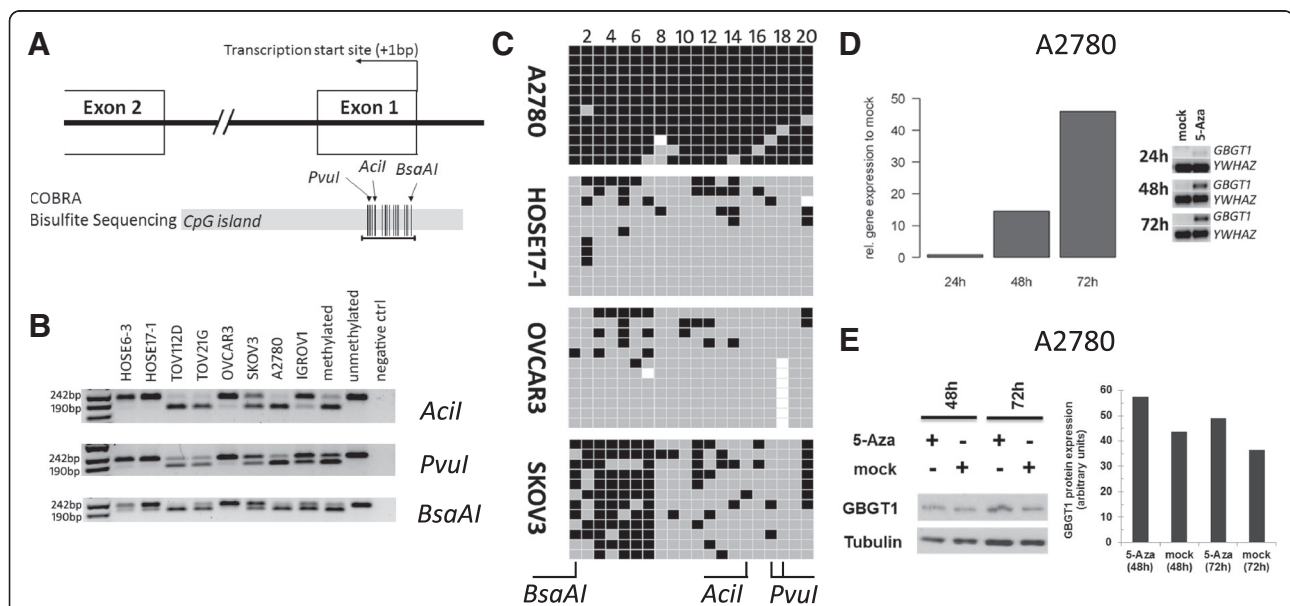 A
Transcription start site (+1bp)
Exon 2
Exon 1
PvuI
AciI
BsaAI
COBRA
Bisulfite Sequencing
CpG island
B
HOSE6-3
HOSE17-1
TOV112D
TOV21G
OVCAR3
SKOV3
A2780
IGROV1
methylated
unmethylated
negative ctrl
242bp
190bp
AciI
242bp
190bp
PvuI
242bp
190bp
BsaAI
C
2 4 6 8 10 12 14 16 18 20
A2780
HOSE17-1
OVCAR3
SKOV3
BsaAI
AciI
PvuI
D
A2780
rel. gene expression to mock
50
40
30
20
10
0
24h
48h
72h
mock
5-Aza
24h
GBGT1
YWHAZ
48h
GBGT1
YWHAZ
72h
GBGT1
YWHAZ
E
A2780
48h
72h
5-Aza + - + -
mock - + - +
GBGT1
Tubulin
GBGT1 protein expression
(arbitrary units)
60
50
40
30
20
10
0
5-Aza (48h)
mock (48h)
5-Aza (72h)
mock (72h)